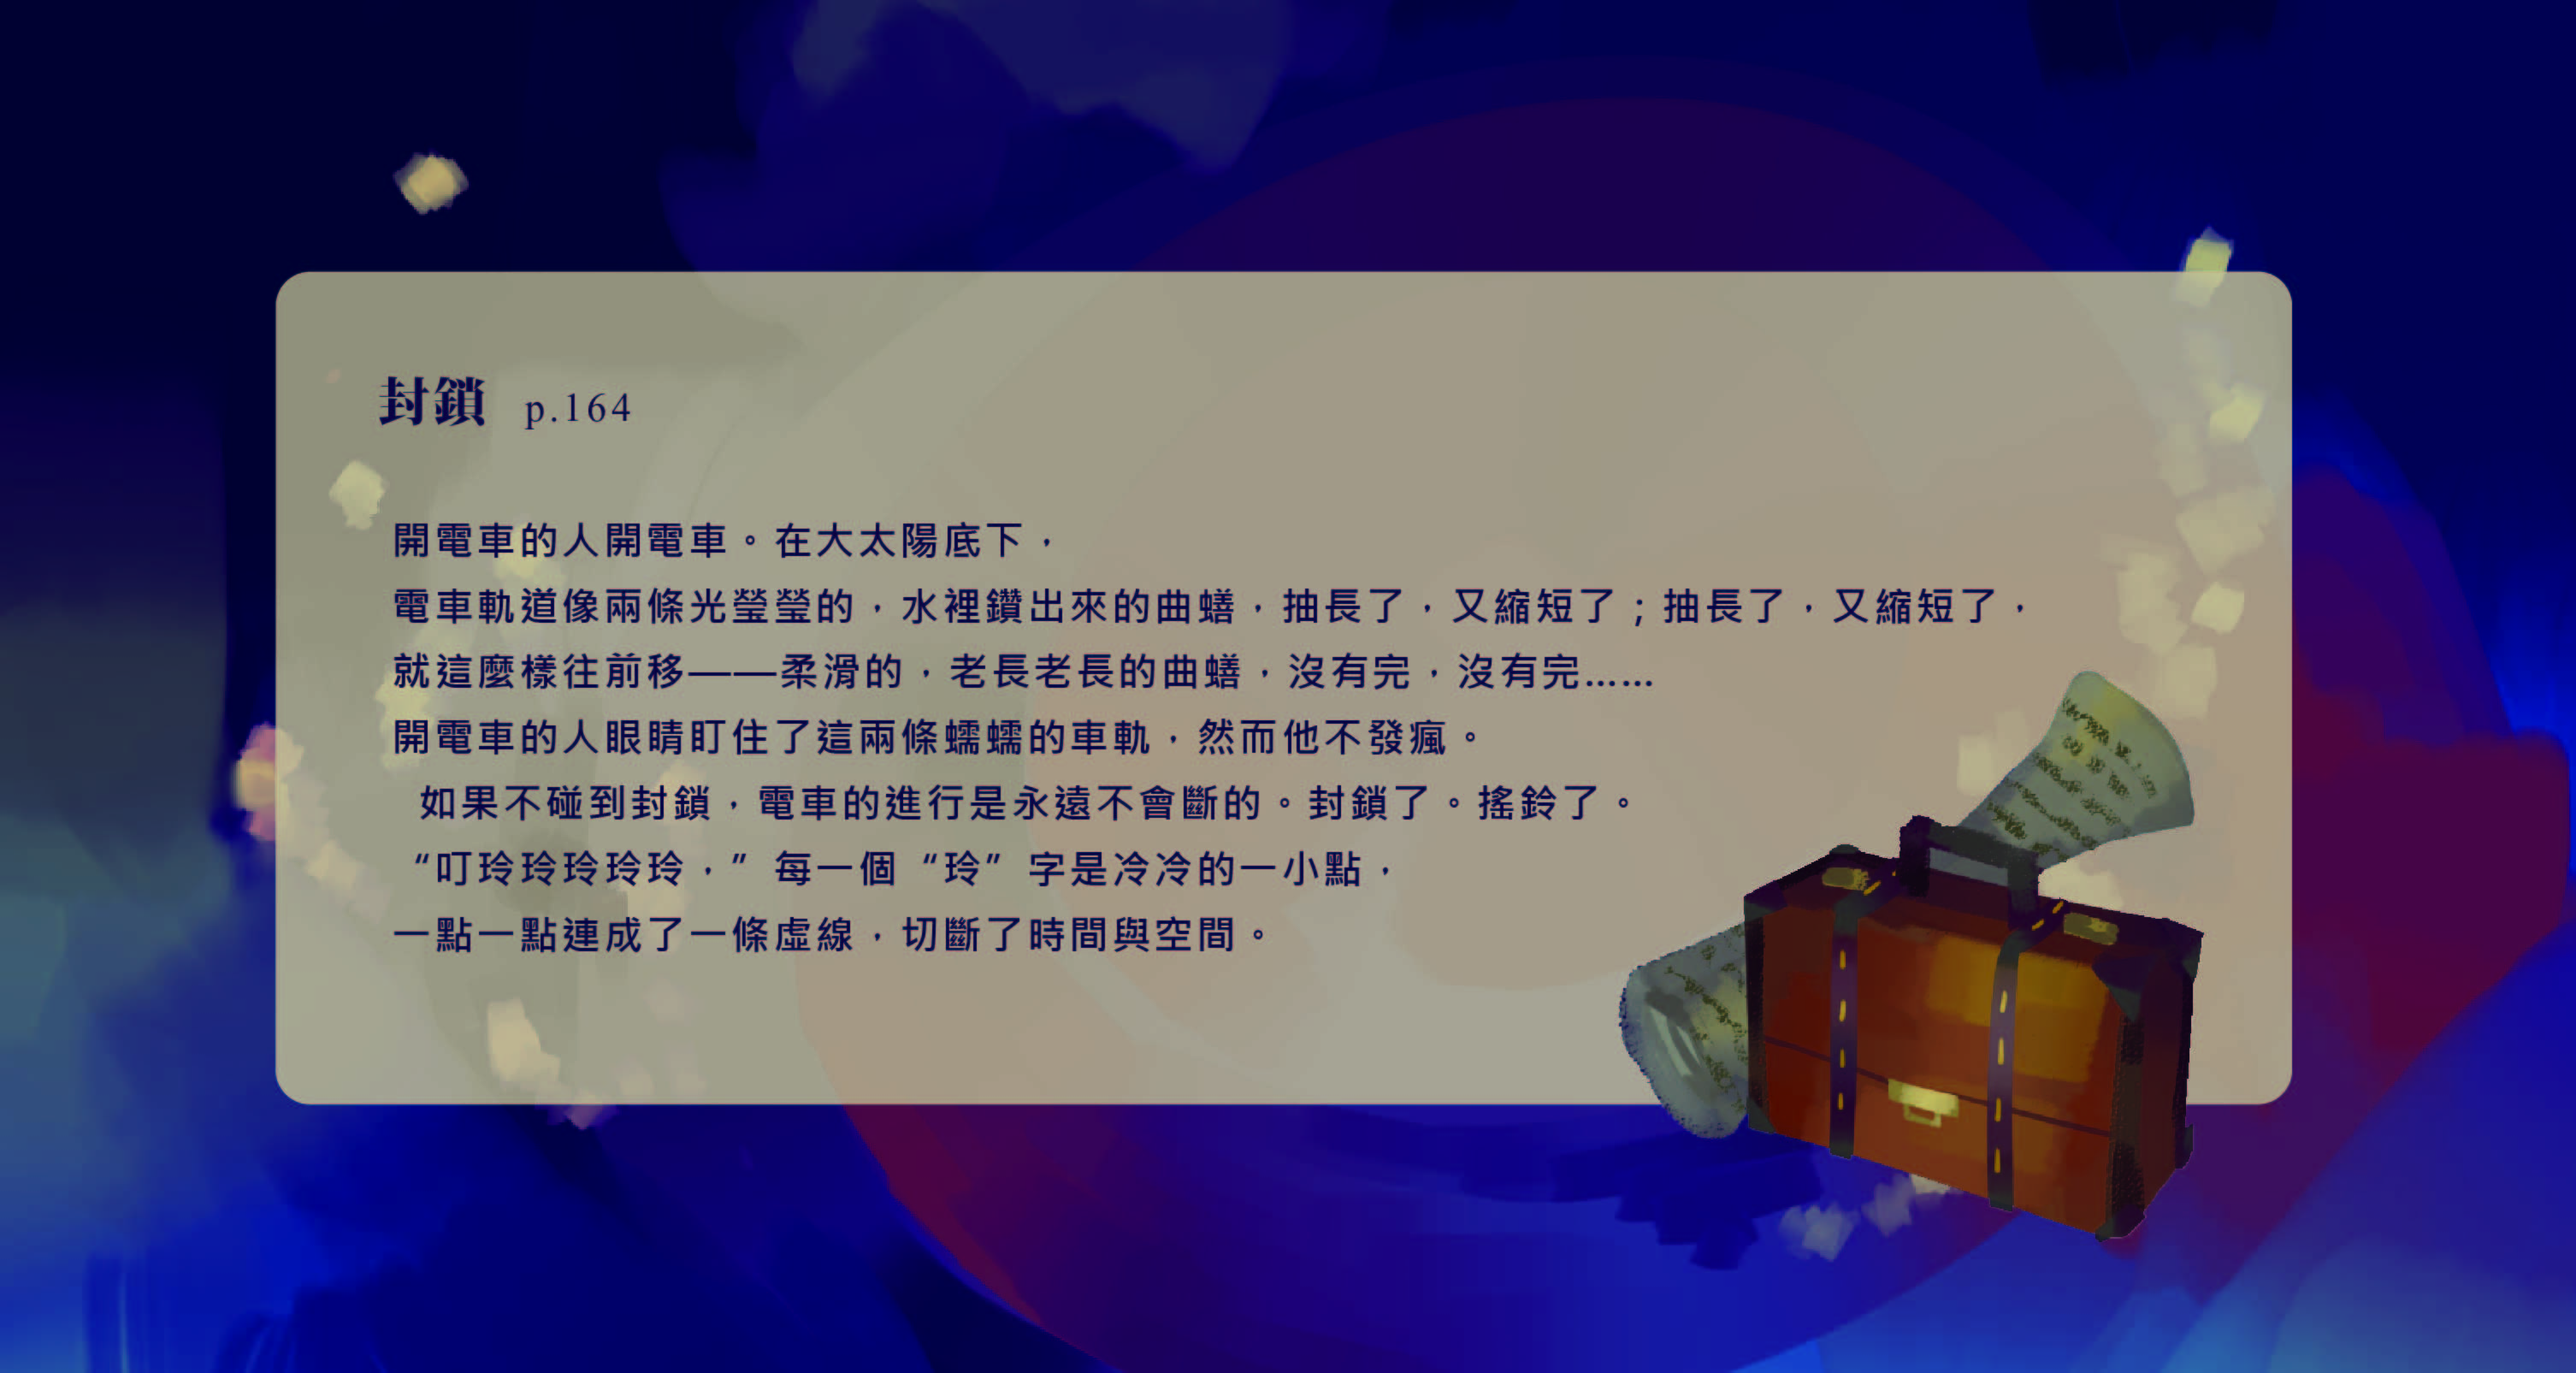 封鎖 p.164
開電車的人開電車。在大太陽底下，
電車軌道像兩條光瑩瑩的，水裡鑽出來的曲蟮，抽長了，又縮短了；抽長了，又縮短了，
就這麼樣往前移——柔滑的，老長老長的曲蟮，沒有完，沒有完……
開電車的人眼睛盯住了這兩條蠕蠕的車軌，然而他不發瘋。
如果不碰到封鎖，電車的進行是永遠不會斷的。封鎖了。搖鈴了。
“叮玲玲玲玲玲，”每一個“玲”字是冷冷的一小點，
一點一點連成了一條虛線，切斷了時間與空間。